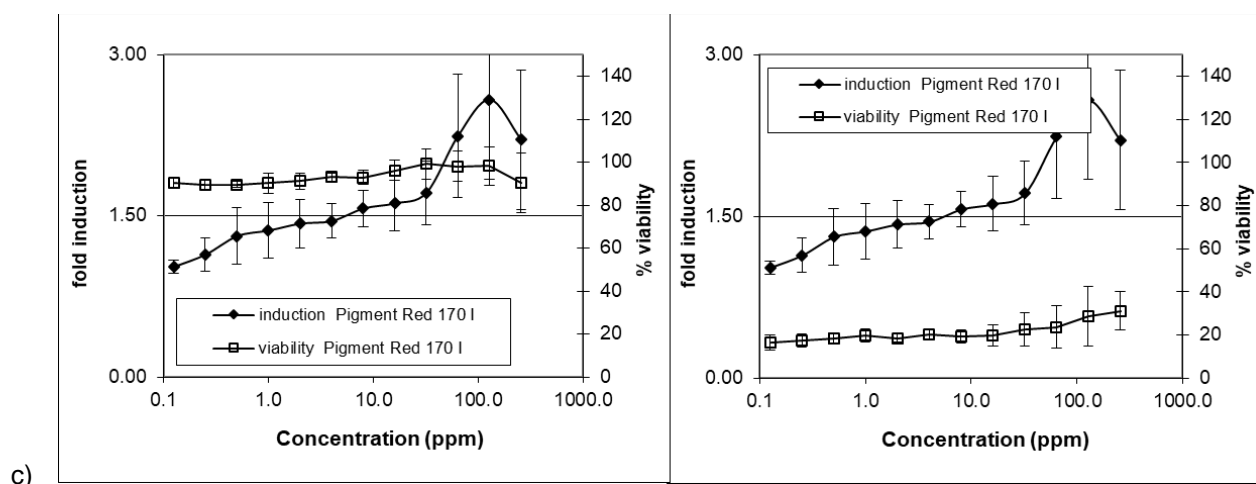 3.00
1.50
0.00
fold induction
140
120
100
80
60
40
20
0
% viability
induction Pigment Red 170 I
viability Pigment Red 170 I
0.1 1.0 10.0 100.0 1000.0
Concentration (ppm)
3.00
1.50
0.00
fold induction
140
120
100
80
60
40
20
0
% viability
induction Pigment Red 170 I
viability Pigment Red 170 I
0.1 1.0 10.0 100.0 1000.0
Concentration (ppm)
c)